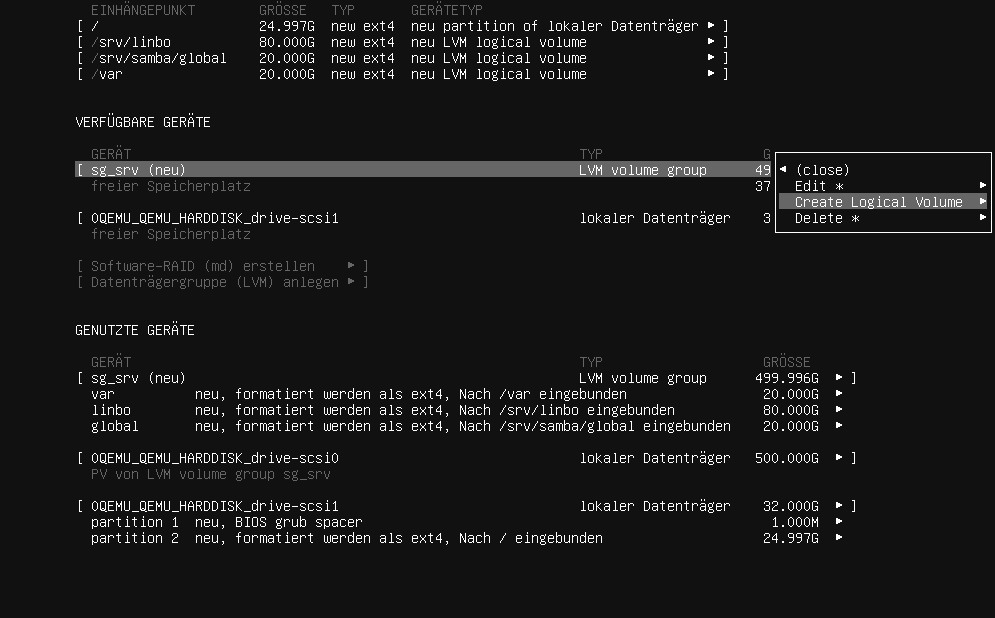 EINHÄNGEPUNKT GRÖSSE TYP GERÄTETYP
[ / 24.997G new ext4 neu partition of lokaler Datenträger ▸ ]
[ /srv/linbo 80.000G new ext4 neu LVM logical volume ▸ ]
[ /srv/samba/global 20.000G new ext4 neu LVM logical volume ▸ ]
[ /var 20.000G new ext4 neu LVM logical volume ▸ ]
VERFÜGBARE GERÄTE
GERÄT TYP G
[ sg_srv (neu) LVM volume group 49
freier Speicherplatz 37
◂ (close)
Edit * ▸
Create Logical Volume ▸
Delete * ▸
[ 0QEMU_QEMU_HARDDISK_drive-scsi1 lokaler Datenträger 3
freier Speicherplatz
[ Software-RAID (md) erstellen ▸ ]
[ Datenträgergruppe (LVM) anlegen ▸ ]
GENUTZTE GERÄTE
GERÄT TYP GRÖSSE
[ sg_srv (neu) LVM volume group 499.996G ▸ ]
var neu, formatiert werden als ext4, Nach /var eingebunden 20.000G ▸
linbo neu, formatiert werden als ext4, Nach /srv/linbo eingebunden 80.000G ▸
global neu, formatiert werden als ext4, Nach /srv/samba/global eingebunden 20.000G ▸
[ 0QEMU_QEMU_HARDDISK_drive-scsi0 lokaler Datenträger 500.000G ▸ ]
PV von LVM volume group sg_srv
[ 0QEMU_QEMU_HARDDISK_drive-scsi1 lokaler Datenträger 32.000G ▸ ]
partition 1 neu, BIOS grub spacer 1.000M ▸
partition 2 neu, formatiert werden als ext4, Nach / eingebunden 24.997G ▸